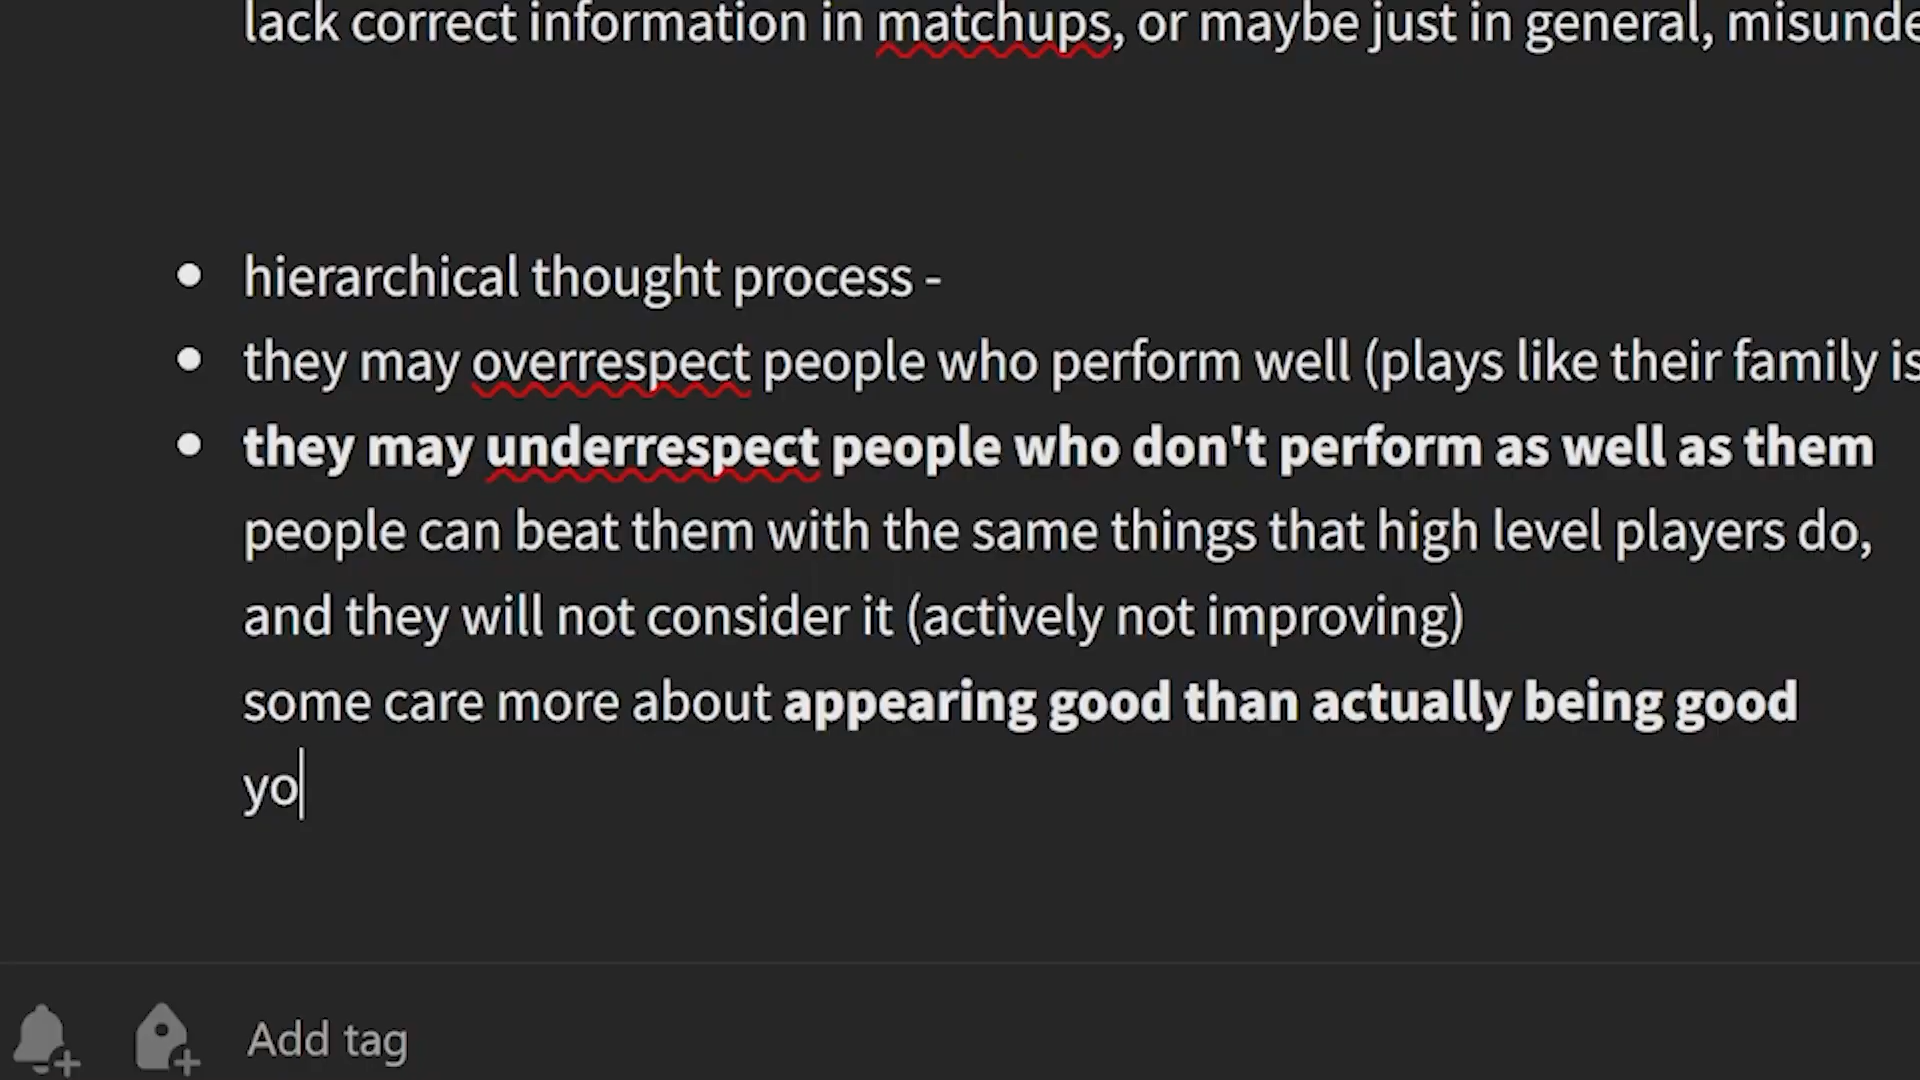 lack correct information in matchups, or maybe just in general,
hierarchical thought process -
they may overrespect people who perform well (plays like their family is
they may underrespect people who don't perform as well as them
people can beat them with the same things that high level players do,
and they will not consider it (actively not improving)
some care more about appearing good than actually being good
yo
Add tag